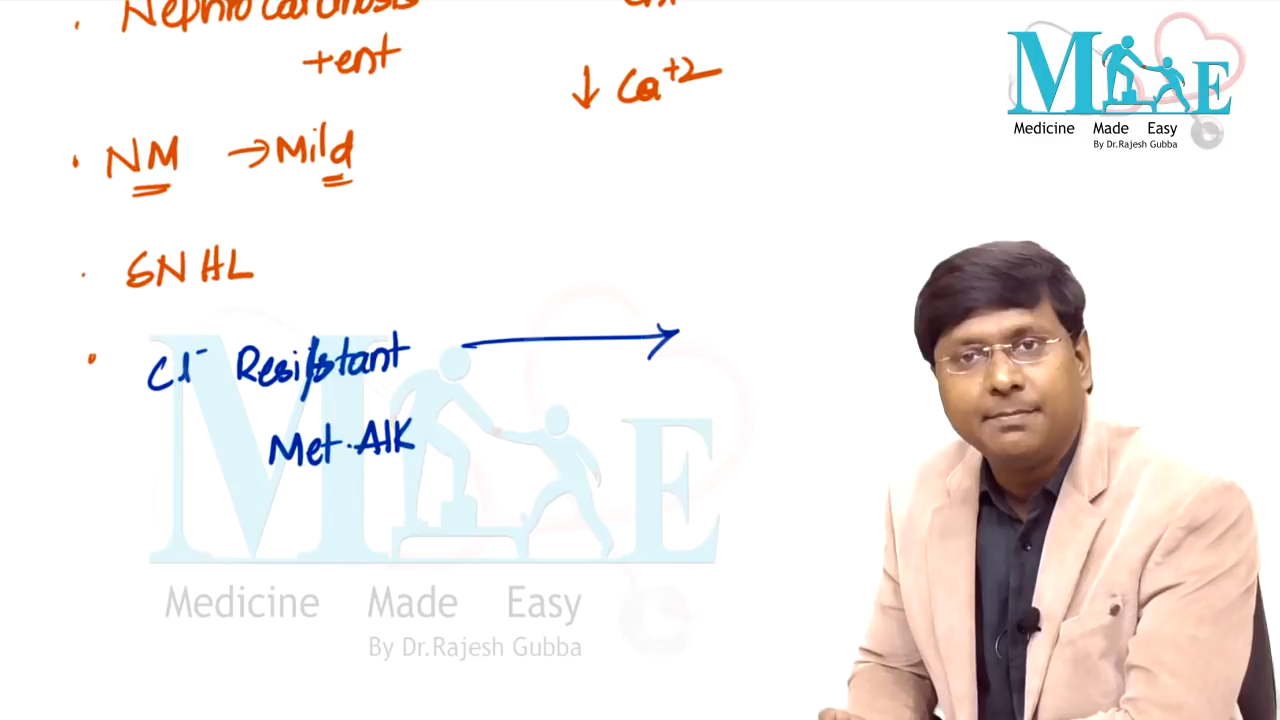 Nephrocalcinosis
+ent
↓ Ca+2
NM → Mild
SNHL
Cl- Resistant →
Met. Alk
M E
Medicine Made Easy
By Dr.Rajesh Gubba
M E
Medicine Made Easy
By Dr.Rajesh Gubba